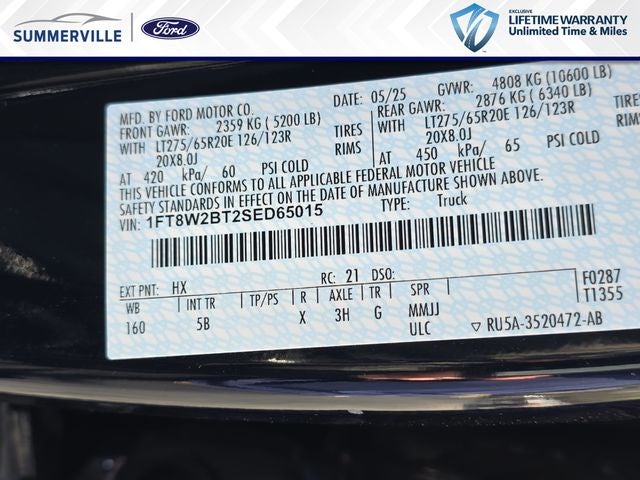 SUMMERVILLE
Ford
EXCLUSIVE
LIFETIME WARRANTY
Unlimited Time & Miles
MFD. BY FORD MOTOR CO.
DATE: 05/25 GVWR: 4808 KG (10600 LB)
FRONT GAWR: 2359 KG ( 5200 LB) REAR GAWR: 2876 KG ( 6340 LB)
WITH LT275/65R20E 126/123R TIRES WITH LT275/65R20E 126/123R TIRES
20X8.0J RIMS 20X8.0J RIMS
AT 420 kPa/ 60 PSI COLD AT 450 kPa/ 65 PSI COLD
THIS VEHICLE CONFORMS TO ALL APPLICABLE FEDERAL MOTOR VEHICLE
SAFETY STANDARDS IN EFFECT ON THE DATE OF MANUFACTURE SHOWN ABOVE.
VIN: 1FT8W2BT2SED65015 TYPE: Truck
EXT PNT: HX RC: 21 DSO: F0287
WB INT TR TP/PS R AXLE TR SPR T1355
160 5B X 3H G MMJJ
ULC ▽ RU5A-3520472-AB